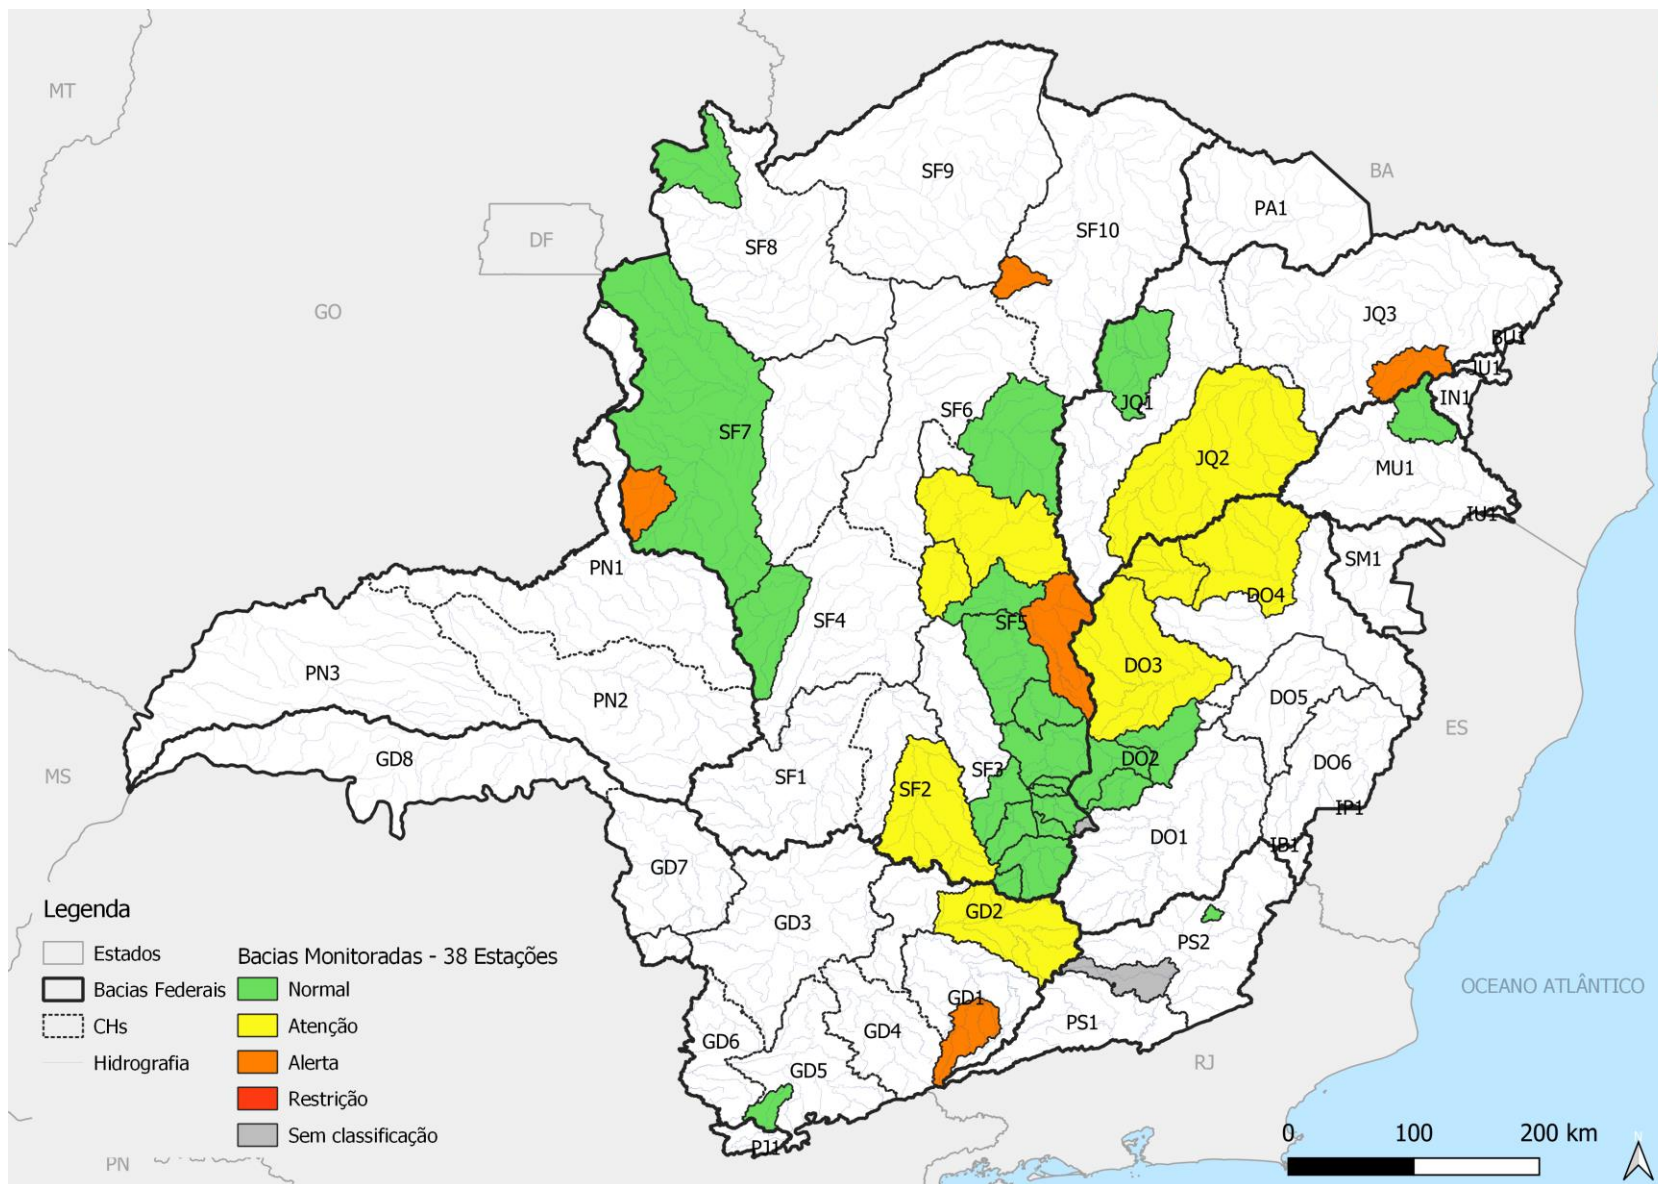 MT
BA
SF9
PA1
SF10
DF
SF8
GO
JQ3
BU1
JU1
IN1
JQ1
SF6
SF7
JQ2
MU1
IU1
SM1
PN1
DO4
SF4
SF5
DO3
PN3
PN2
DO5
ES
DO2
DO6
GD8
SF3
MS
SF1
SF2
IP1
DO1
IB1
GD7
GD2
GD3
PS2
GD1
PS1
GD4
GD6
GD5
RJ
PJ1
PN
OCEANO ATLÂNTICO
Legenda
Estados
Bacias Federais
CHs
Hidrografia
Bacias Monitoradas - 38 Estações
Normal
Atenção
Alerta
Restrição
Sem classificação
0 100 200 km
N